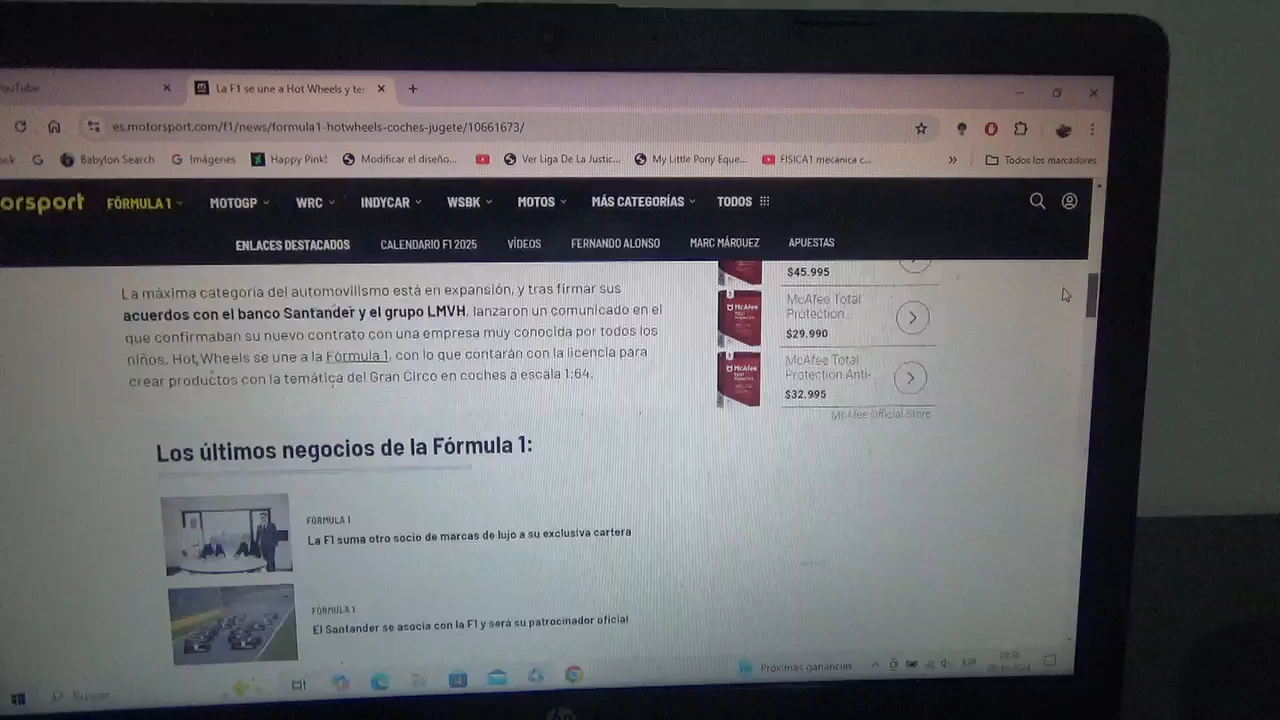 YouTube
La F1 se une a Hot Wheels y te
es.motorsport.com/f1/news/formula1-hotwheels-coches-jugete/10661673/
ook
Babylon Search
Imágenes
Happy Pink!
Modificar el diseño...
Ver Liga De La Justic...
My Little Pony Eque...
FISICA1 mecanica c...
Todos los marcadores
orsport FÓRMULA 1 MOTOGP WRC INDYCAR WSBK MOTOS MÁS CATEGORÍAS TODOS
ENLACES DESTACADOS CALENDARIO F1 2025 VÍDEOS FERNANDO ALONSO MARC MÁRQUEZ APUESTAS
La máxima categoría del automovilismo está en expansión, y tras firmar sus
acuerdos con el banco Santander y el grupo LMVH, lanzaron un comunicado en el
que confirmaban su nuevo contrato con una empresa muy conocida por todos los
niños. Hot Wheels se une a la Fórmula 1, con lo que contarán con la licencia para
crear productos con la temática del Gran Circo en coches a escala 1:64.
$45.995
McAfee
McAfee Total
Protection...
$29.990
McAfee
McAfee Total
Protection Anti-
$32.995
McAfee Official Store
Los últimos negocios de la Fórmula 1:
FÓRMULA 1
La F1 suma otro socio de marcas de lujo a su exclusiva cartera
FÓRMULA 1
El Santander se asocia con la F1 y será su patrocinador oficial
Buscar
Próximas ganancias
ESP
hp